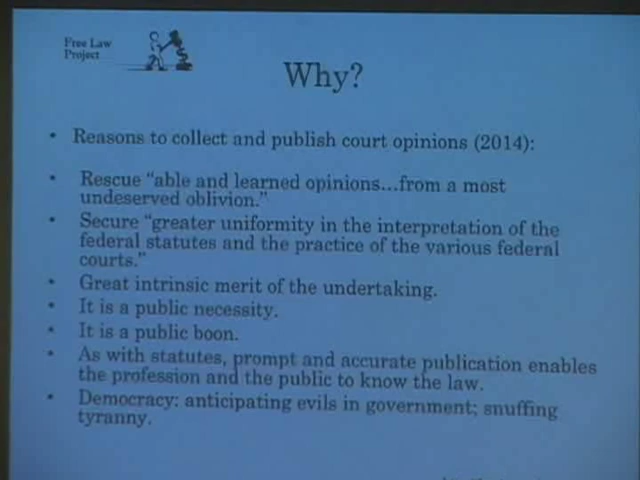 Free Law
Project
Why?
• Reasons to collect and publish court opinions (2014):
• Rescue “able and learned opinions...from a most
undeserved oblivion.”
• Secure “greater uniformity in the interpretation of the
federal statutes and the practice of the various federal
courts.”
• Great intrinsic merit of the undertaking.
• It is a public necessity.
• It is a public boon.
• As with statutes, prompt and accurate publication enables
the profession and the public to know the law.
• Democracy: anticipating evils in government; snuffing
tyranny.